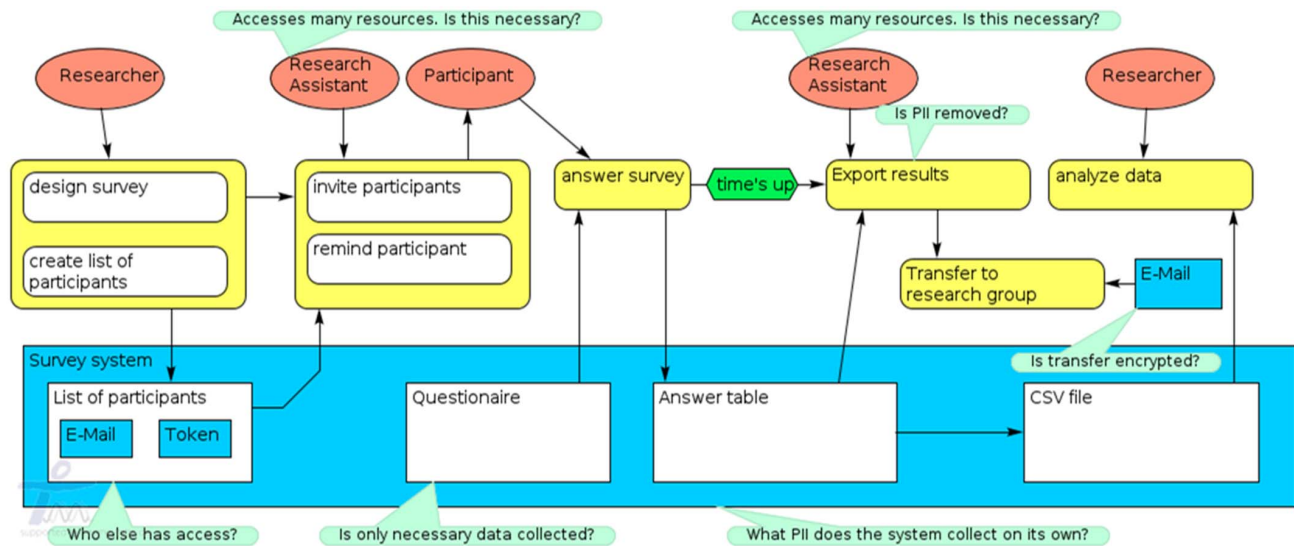 Accesses many resources. Is this necessary?
Accesses many resources. Is this necessary?
Researcher
Research
Assistant
Participant
Research
Assistant
Researcher
Is PII removed?
design survey
create list of
participants
invite participants
remind participant
answer survey
time's up
Export results
analyze data
Transfer to
research group
E-Mail
Is transfer encrypted?
Survey system
List of participants
E-Mail
Token
Questionaire
Answer table
CSV file
Who else has access?
Is only necessary data collected?
What PII does the system collect on its own?